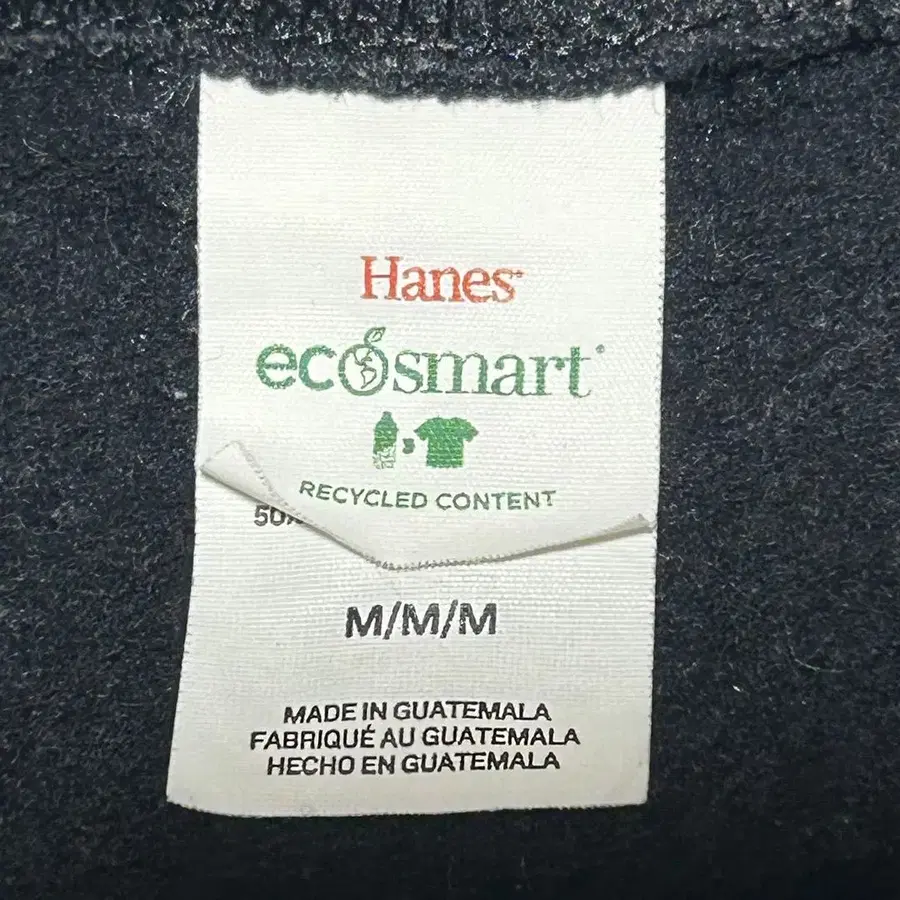 Hanes
ecosmart
RECYCLED CONTENT
M/M/M
MADE IN GUATEMALA
FABRIQUÉ AU GUATEMALA
HECHO EN GUATEMALA